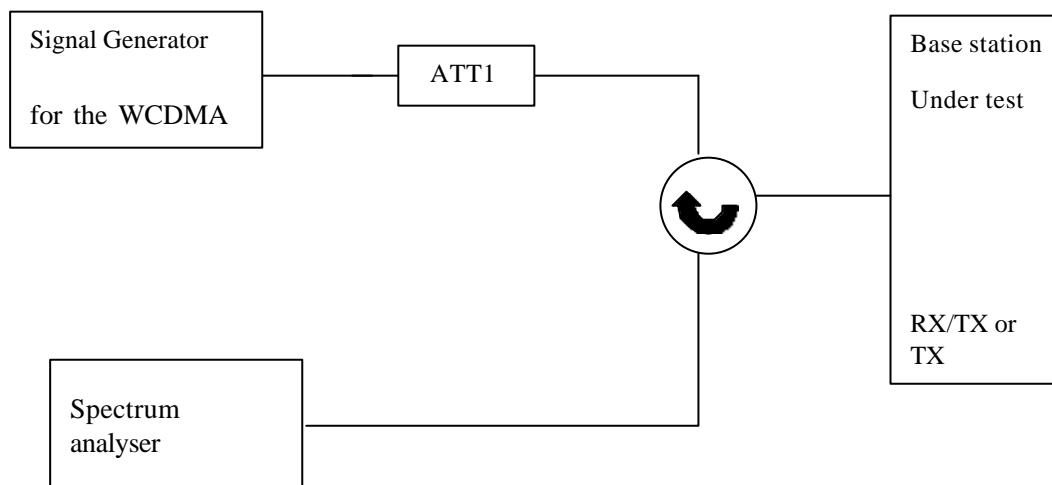 Signal Generator
for the WCDMA
ATT1
Base station
Under test
RX/TX or
TX
Spectrum
analyser